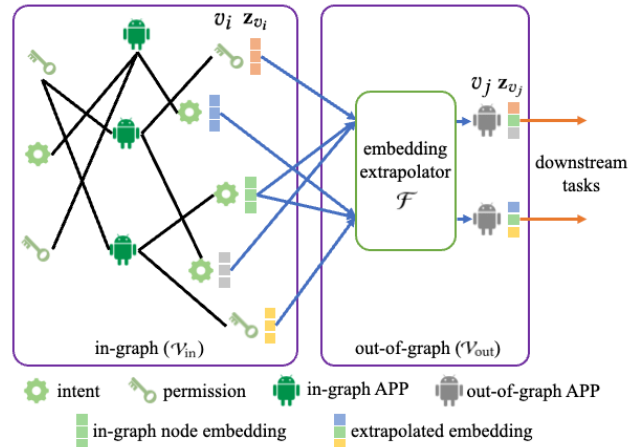 v_i z_{v_i}
v_j z_{v_j}
embedding
extrapolator
ℱ
downstream
tasks
in-graph (𝒱_in)
out-of-graph (𝒱_out)
intent
permission
in-graph APP
out-of-graph APP
in-graph node embedding
extrapolated embedding